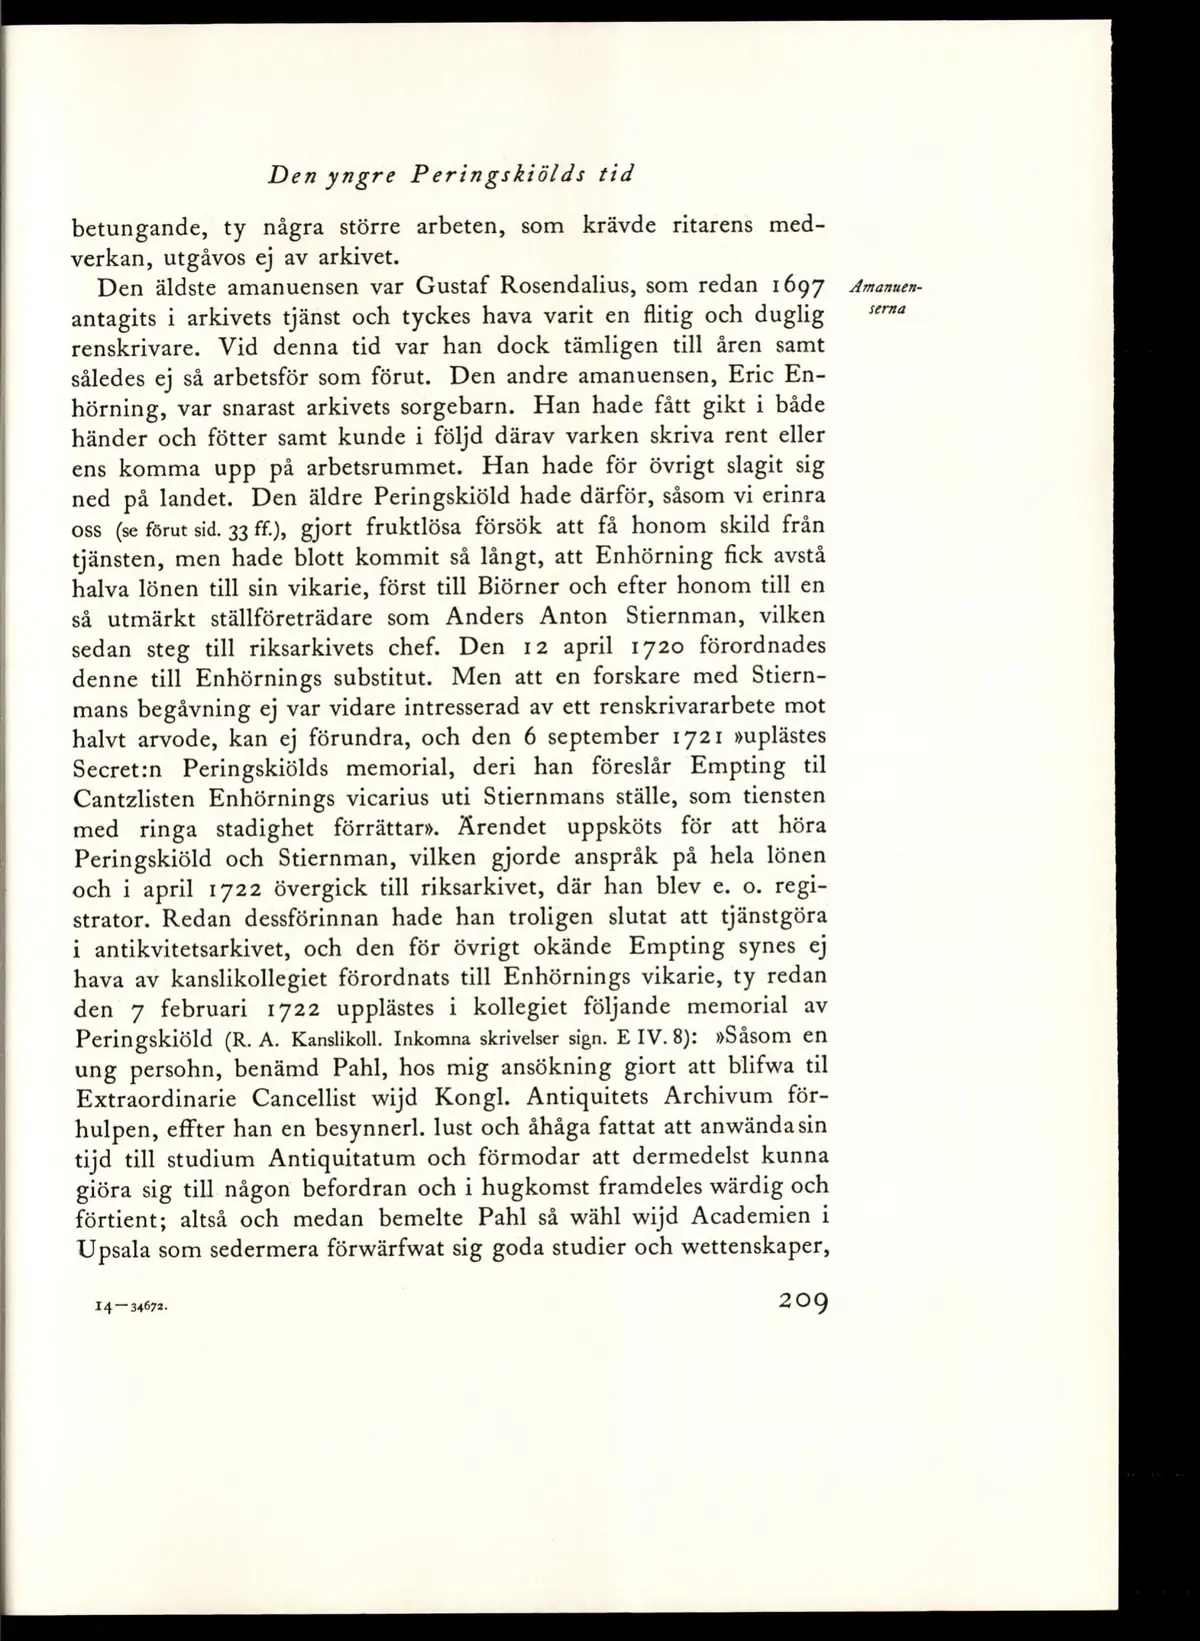 Den yngre Peringskiölds tid
betungande, ty några större arbeten, som krävde ritarens med-
verkan, utgåvos ej av arkivet.
Den äldste amanuensen var Gustaf Rosendalius, som redan 1697
antagits i arkivets tjänst och tyckes hava varit en flitig och duglig
renskrivare. Vid denna tid var han dock tämligen till åren samt
således ej så arbetsför som förut. Den andre amanuensen, Eric En-
hörning, var snarast arkivets sorgebarn. Han hade fått gikt i både
händer och fötter samt kunde i följd därav varken skriva rent eller
ens komma upp på arbetsrummet. Han hade för övrigt slagit sig
ned på landet. Den äldre Peringskiöld hade därför, såsom vi erinra
oss (se förut sid. 33 ff.), gjort fruktlösa försök att få honom skild från
tjänsten, men hade blott kommit så långt, att Enhörning fick avstå
halva lönen till sin vikarie, först till Biörner och efter honom till en
så utmärkt ställföreträdare som Anders Anton Stiernman, vilken
sedan steg till riksarkivets chef. Den 12 april 1720 förordnades
denne till Enhörnings substitut. Men att en forskare med Stiern-
mans begåvning ej var vidare intresserad av ett renskrivararbete mot
halvt arvode, kan ej förundra, och den 6 september 1721 »uplästes
Secret:n Peringskiölds memorial, deri han föreslår Empting til
Cantzlisten Enhörnings vicarius uti Stiernmans ställe, som tiensten
med ringa stadighet förrättar». Ärendet uppsköts för att höra
Peringskiöld och Stiernman, vilken gjorde anspråk på hela lönen
och i april 1722 övergick till riksarkivet, där han blev e. o. regi-
strator. Redan dessförinnan hade han troligen slutat att tjänstgöra
i antikvitetsarkivet, och den för övrigt okände Empting synes ej
hava av kanslikollegiet förordnats till Enhörnings vikarie, ty redan
den 7 februari 1722 upplästes i kollegiet följande memorial av
Peringskiöld (R. A. Kanslikoll. Inkomna skrivelser sign. E IV. 8): »Såsom en
ung persohn, benämd Pahl, hos mig ansökning giort att blifwa til
Extraordinarie Cancellist wijd Kongl. Antiquitets Archivum för-
hulpen, effter han en besynnerl. lust och åhåga fattat att anwända sin
tijd till studium Antiquitatum och förmodar att dermedelst kunna
giöra sig till någon befordran och i hugkomst framdeles wärdig och
förtient; altså och medan bemelte Pahl så wähl wijd Academien i
Upsala som sedermera förwärfwat sig goda studier och wettenskaper,
Amanuen-
serna
14—34672.
209